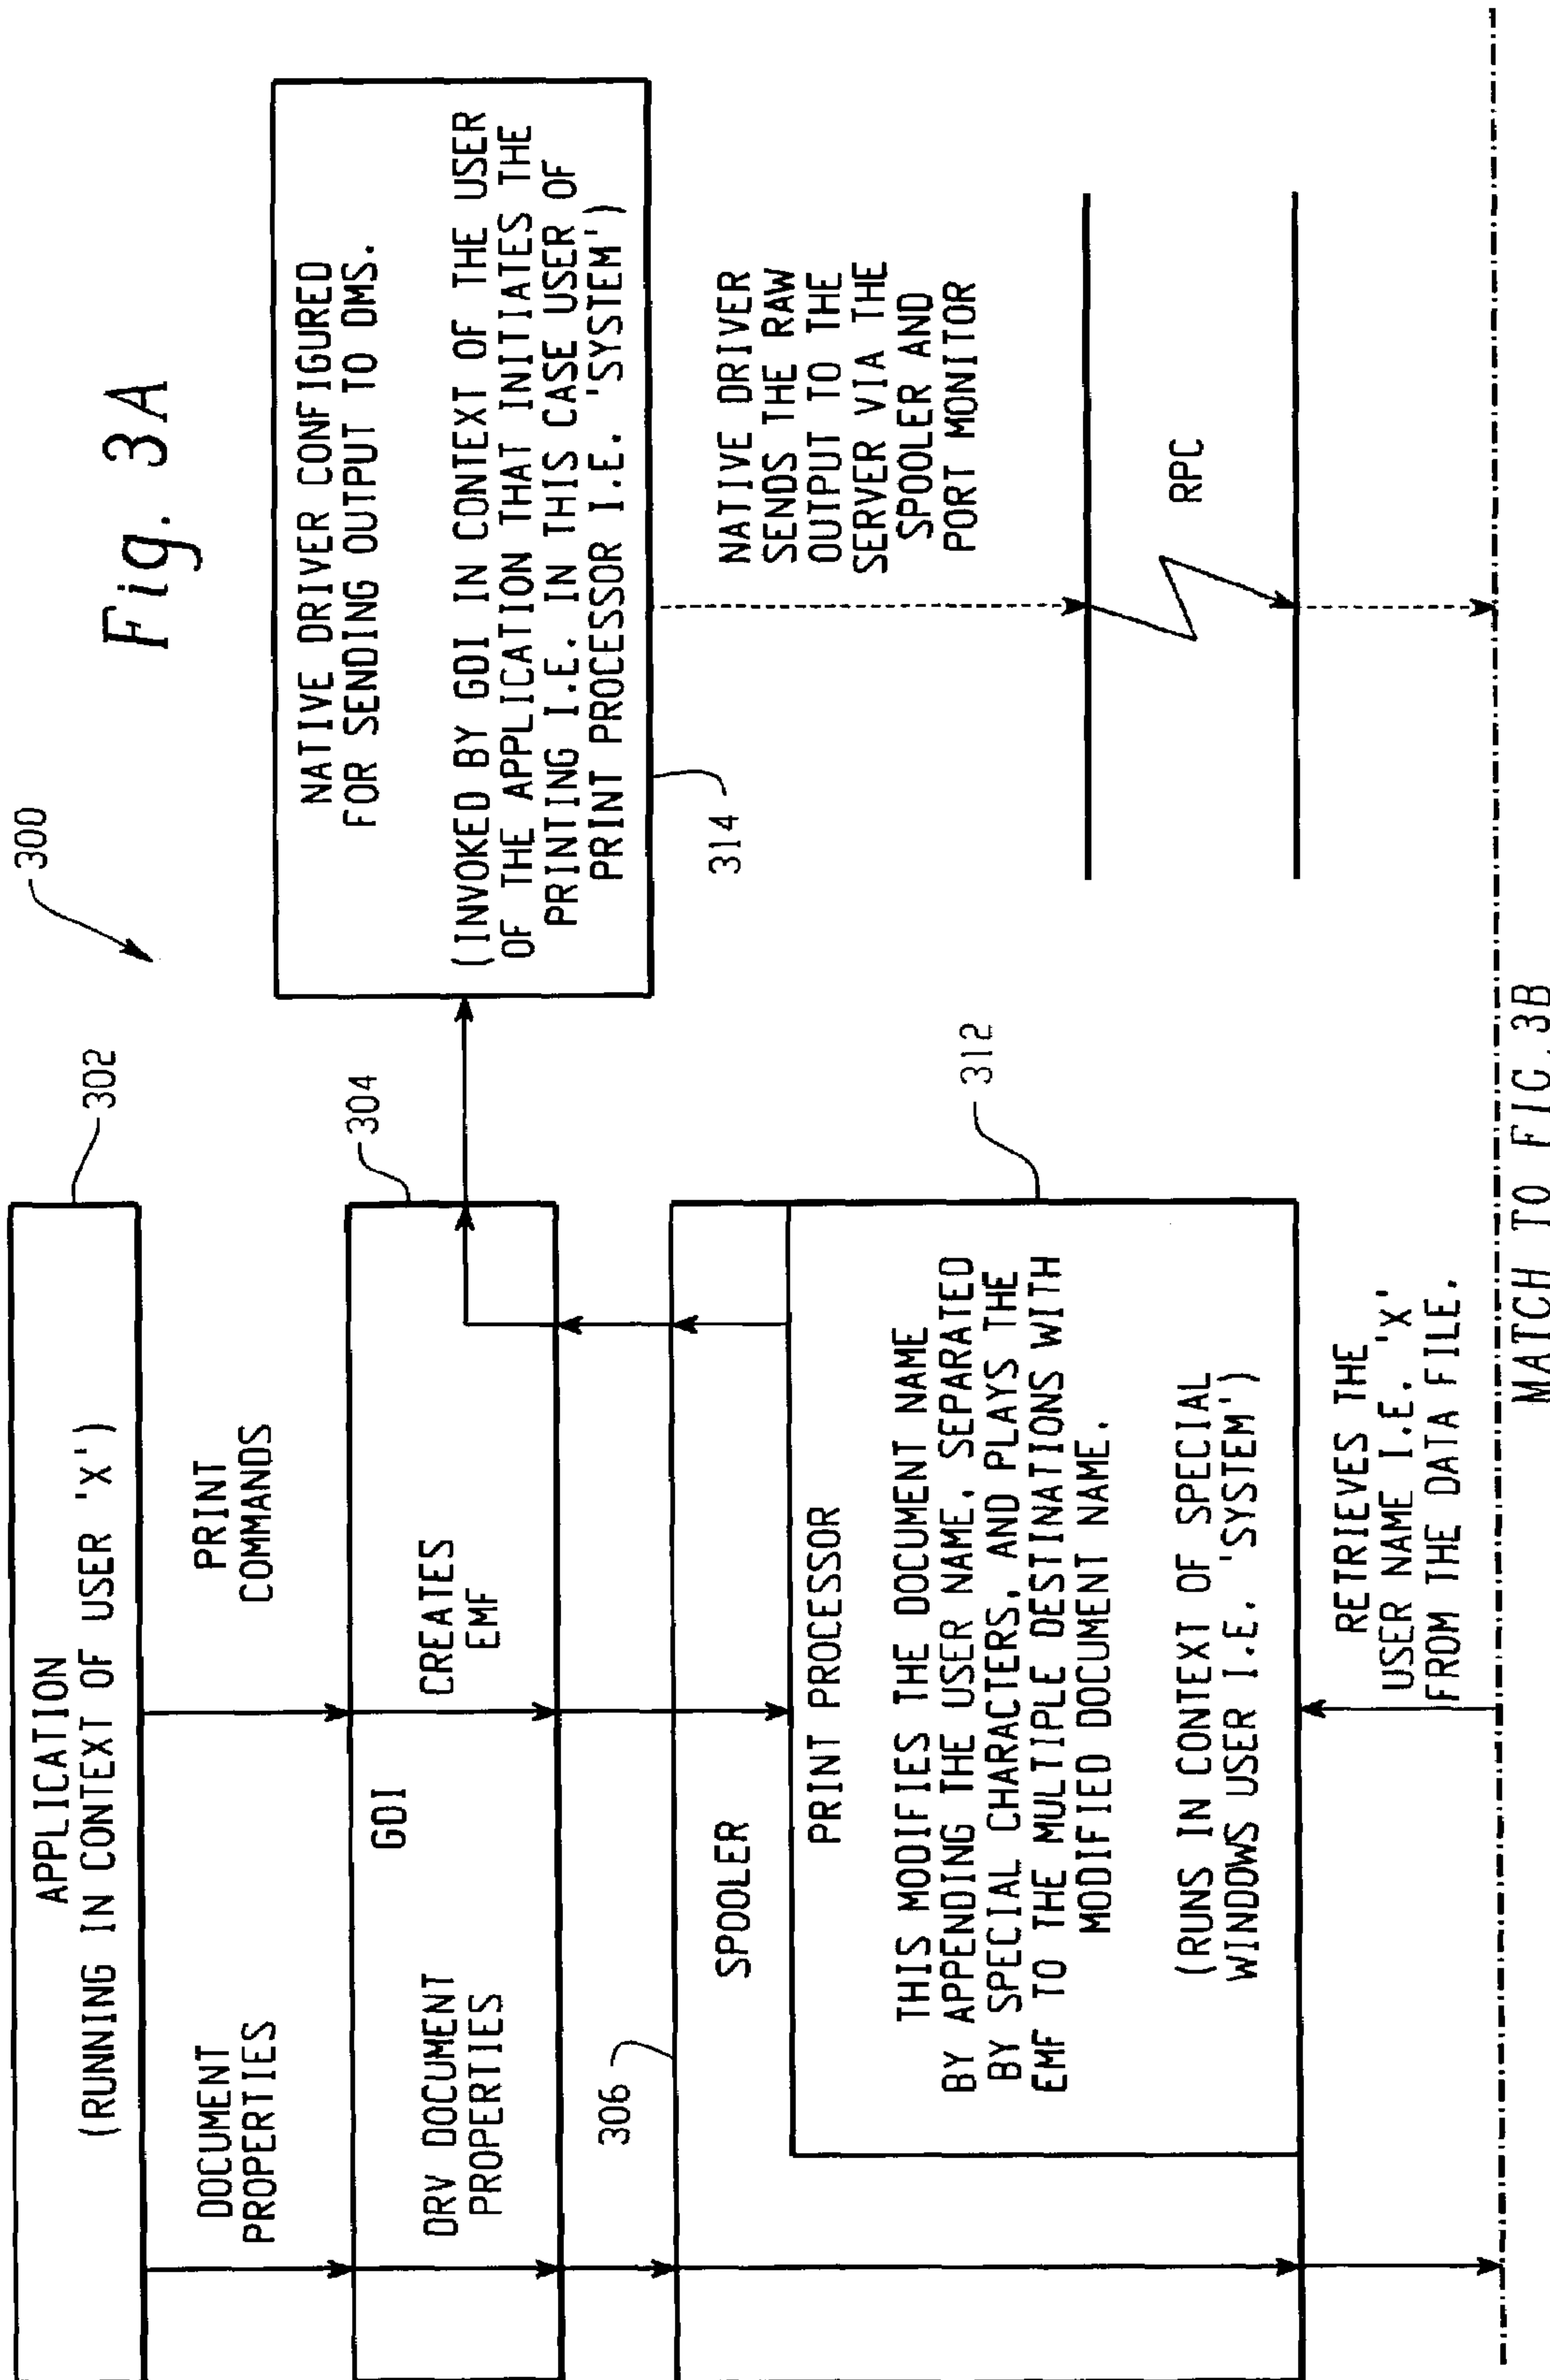 Fig. 3A
300
APPLICATION
(RUNNING IN CONTEXT OF USER 'X')
302
DOCUMENT
PROPERTIES
PRINT
COMMANDS
304
GDI
DRV DOCUMENT
PROPERTIES
CREATES
EMF
306
SPOOLER
312
PRINT PROCESSOR
THIS MODIFIES THE DOCUMENT NAME
BY APPENDING THE USER NAME, SEPARATED
BY SPECIAL CHARACTERS, AND PLAYS THE
EMF TO THE MULTIPLE DESTINATIONS WITH
MODIFIED DOCUMENT NAME.
(RUNS IN CONTEXT OF SPECIAL
WINDOWS USER I.E. 'SYSTEM')
RETRIEVES THE
USER NAME I.E. 'X'
FROM THE DATA FILE.
NATIVE DRIVER CONFIGURED
FOR SENDING OUTPUT TO DMS.
(INVOKED BY GDI IN CONTEXT OF THE USER
OF THE APPLICATION THAT INITIATES THE
PRINTING I.E. IN THIS CASE USER OF
PRINT PROCESSOR I.E. 'SYSTEM')
314
NATIVE DRIVER
SENDS THE RAW
OUTPUT TO THE
SERVER VIA THE
SPOOLER AND
PORT MONITOR
RPC
MATCH TO FIG. 3B